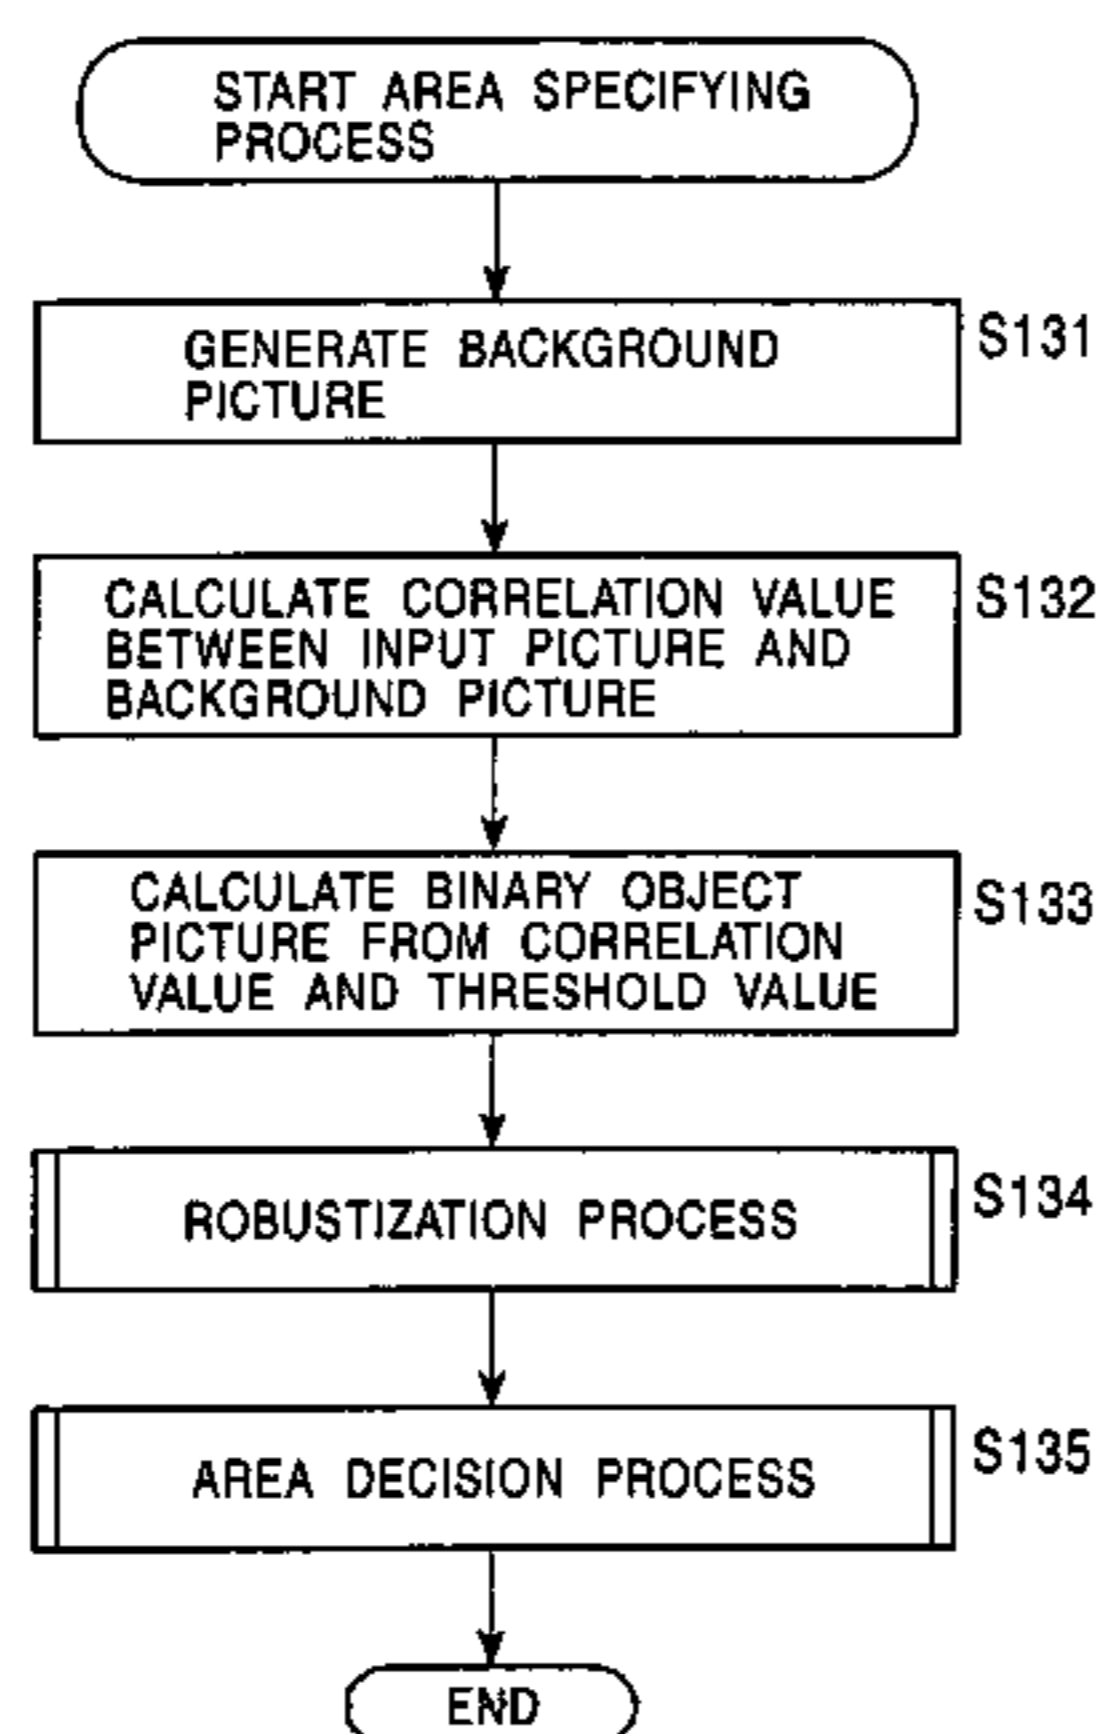 START AREA SPECIFYING
PROCESS
GENERATE BACKGROUND
PICTURE
S131
CALCULATE CORRELATION VALUE
BETWEEN INPUT PICTURE AND
BACKGROUND PICTURE
S132
CALCULATE BINARY OBJECT
PICTURE FROM CORRELATION
VALUE AND THRESHOLD VALUE
S133
ROBUSTIZATION PROCESS
S134
AREA DECISION PROCESS
S135
END